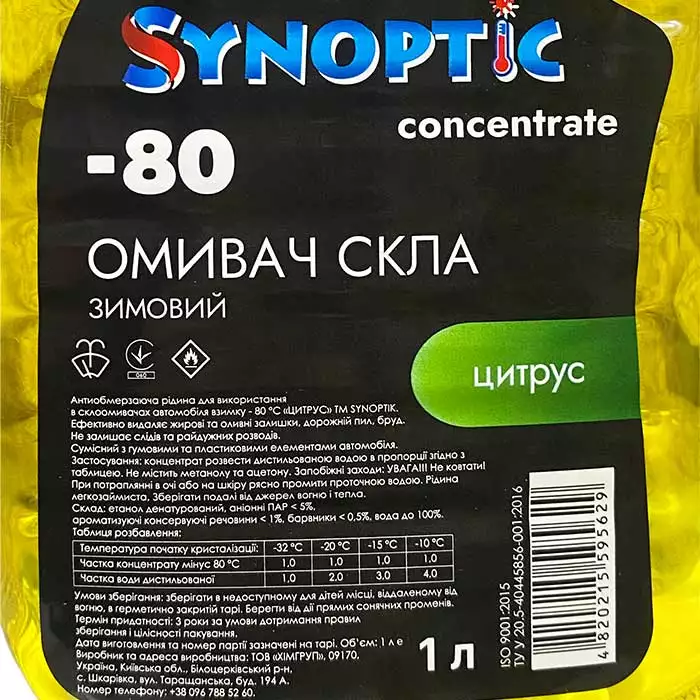 SYNOPTIC
concentrate
-80
ОМИВАЧ СКЛА
ЗИМОВИЙ
цитрус
Антиобмерзаюча рідина для використання
в склоомивачах автомобіля взимку - 80 °С «ЦИТРУС» ТМ SYNOPTIK.
Ефективно видаляє жирові та оливні залишки, дорожній пил, бруд.
Не залишає слідів та райдужних розводів.
Сумісний з гумовими та пластиковими елементами автомобіля.
Застосування: концентрат розвести дистильованою водою в пропорції згідно з
таблицею. Не містить метанолу та ацетону. Запобіжні заходи: УВАГА!!! Не ковтати!
При потраплянні в очі або на шкіру рясно промити проточною водою. Рідина
легкозаймиста. Зберігати подалі від джерел вогню і тепла.
Склад: етанол денатурований, аніонні ПАР < 5%,
ароматизуючі консервуючі речовини < 1%, барвники < 0,5%, вода до 100%.
Таблиця розбавлення:
Температура початку кристалізації: -32 °С -20 °С -15 °С -10 °С
Частка концентрату мінус 80 °С 1,0 1,0 1,0 1,0
Частка води дистильованої 1,0 2,0 3,0 4,0
Умови зберігання: зберігати в недоступному для дітей місці, віддаленому від
вогню, в герметично закритій тарі. Берегти від дії прямих сонячних променів.
Термін придатності: 3 роки за умови дотримання правил
зберігання і цілісності пакування.
Дата виготовлення та номер партії зазначені на тарі. Об'єм: 1 л е
Виробник та адреса виробництва: ТОВ «ХІМГРУП», 09170.
Україна, Київська обл., Білоцерківський р-н,
с. Шкарівка, вул. Таращанська, буд. 194 А.
Номер телефону: +38 096 788 52 60.
1 л
ISO 9001:2015
ТУ У 20.5-40445856-001:2016
4820215595629